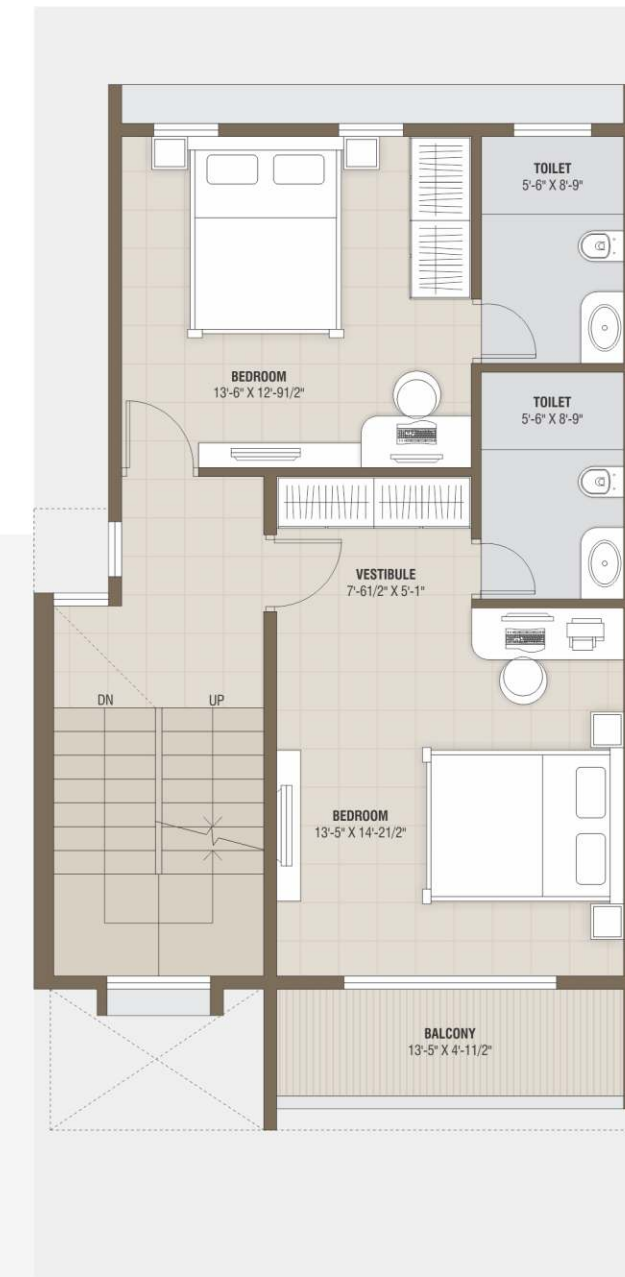 TOILET
5'-6" X 8'-9"
BEDROOM
13'-6" X 12'-91/2"
TOILET
5'-6" X 8'-9"
VESTIBULE
7'-61/2" X 5'-1"
DN
UP
BEDROOM
13'-5" X 14'-21/2"
BALCONY
13'-5" X 4'-11/2"